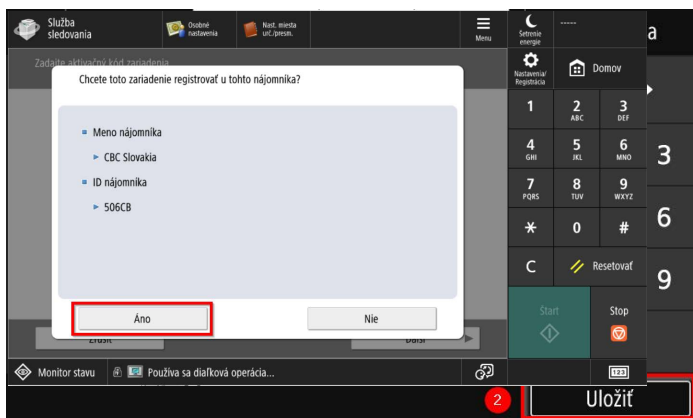 Služba
sledovania
Osobné
nastavenia
Nast. miesta
urč./presm.
Menu
Šetrenie
energie
-----
a
Zadajte aktivačný kód zariadenia
Nastavenia/
Registrácia
Domov
Chcete toto zariadenie registrovať u tohto nájomníka?
Meno nájomníka
CBC Slovakia
ID nájomníka
506CB
Áno
Nie
Zrušiť
Ďalší
1
2
ABC
3
DEF
4
GHI
5
JKL
6
MNO
7
PQRS
8
TUV
9
WXYZ
*
0
#
C
Resetovať
Štart
Stop
3
6
9
Monitor stavu
Používa sa diaľková operácia...
123
2
Uložiť